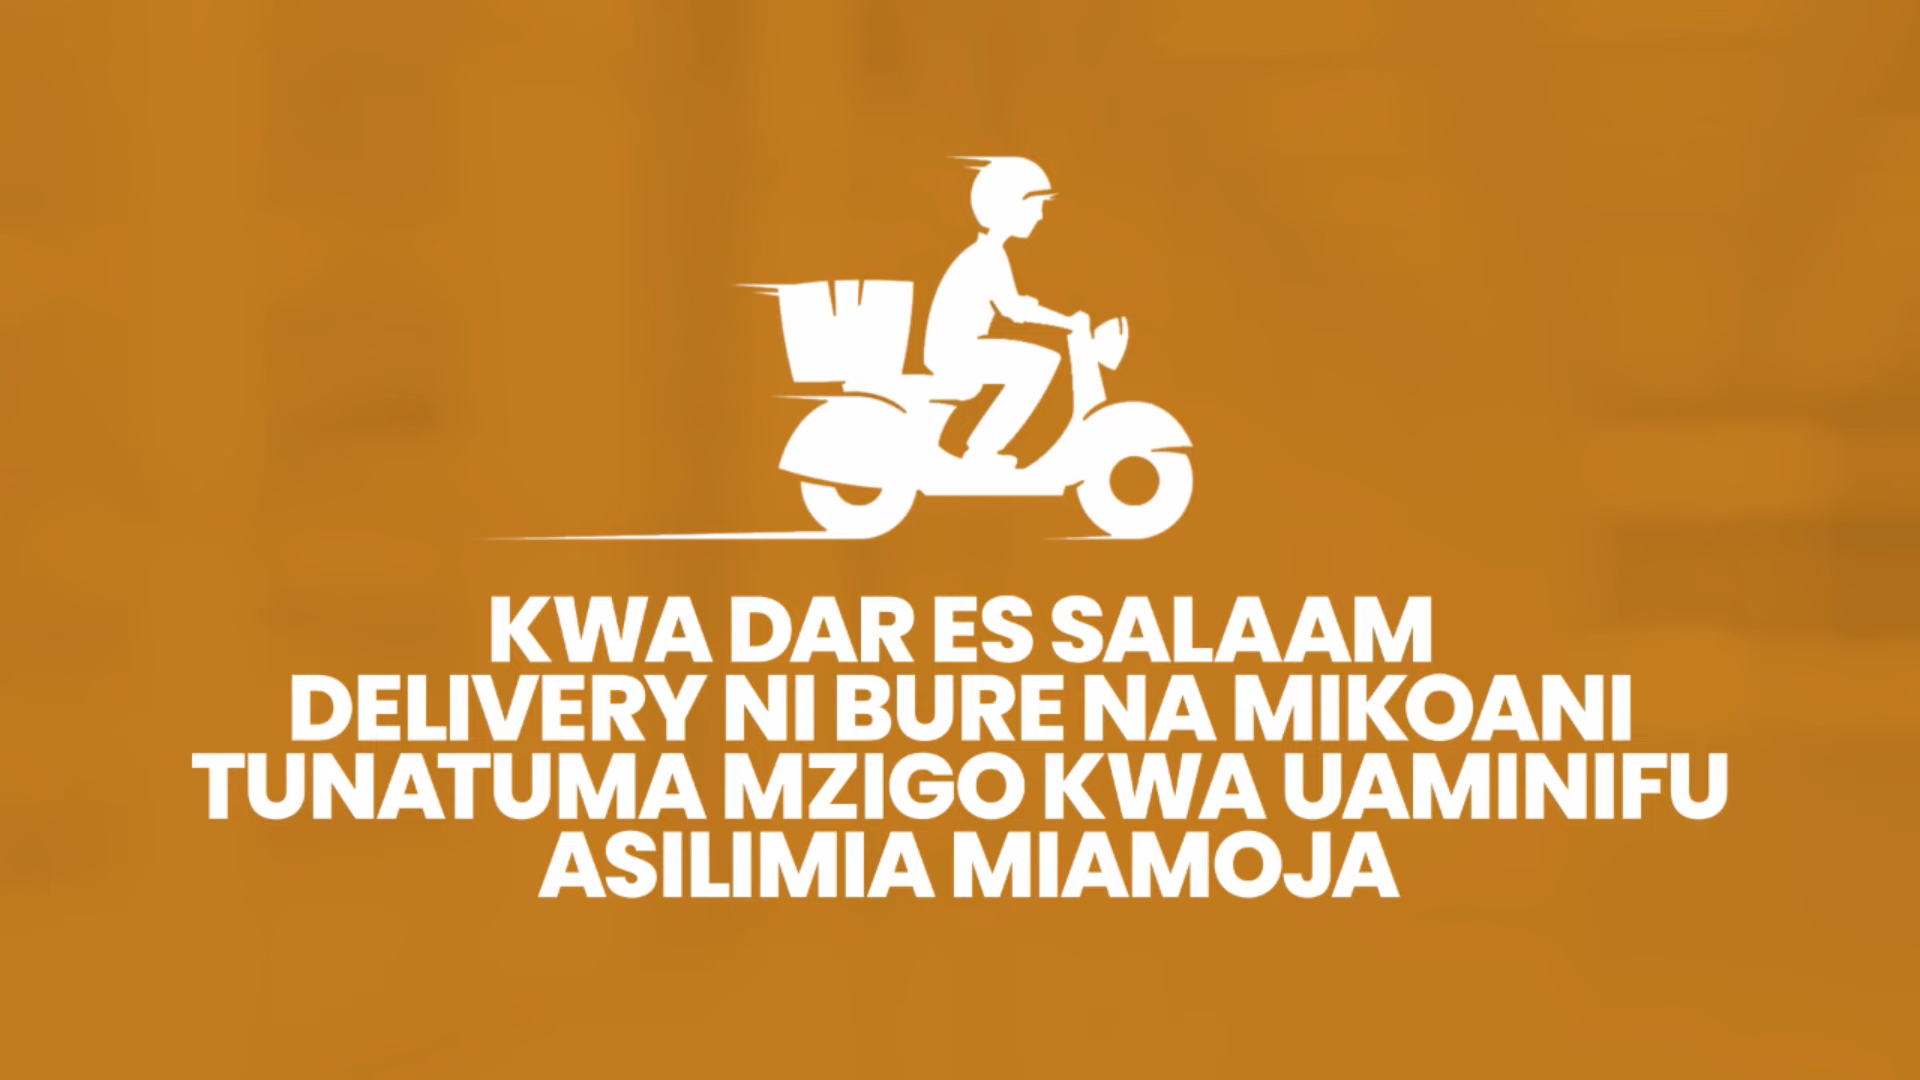 KWA DAR ES SALAAM
DELIVERY NI BURE NA MIKOANI
TUNATUMA MZIGO KWA UAMINIFU
ASILIMIA MIAMOJA